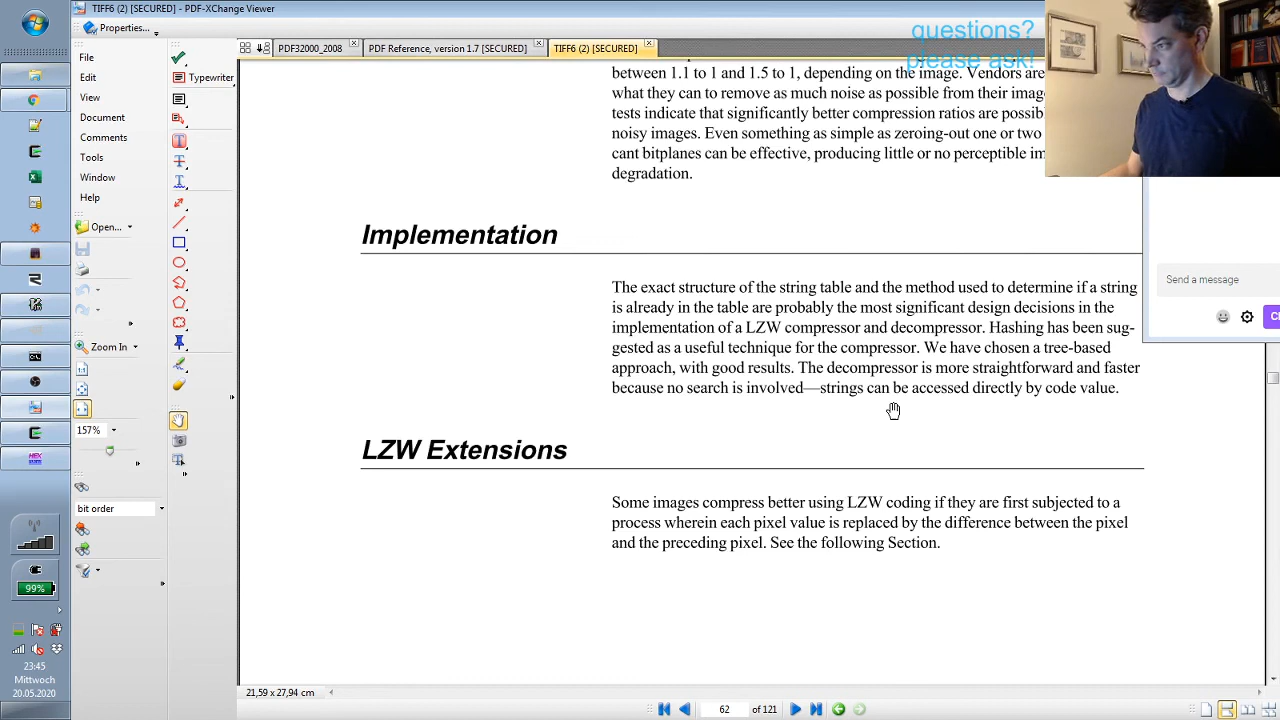 TIFF6 [SECURED] - PDF-XChange Viewer
Properties...
PDF32000_2008
PDF Reference, version 1.7 [SECURED]
TIFF6 (2) [SECURED]
questions?
please ask!
File
Edit
View
Document
Comments
Tools
Window
Help
Open...
Zoom In
157%
bit order
Typewriter
between 1.1 to 1 and 1.5 to 1, depending on the image. Vendors are
what they can to remove as much noise as possible from their imag
tests indicate that significantly better compression ratios are possib
noisy images. Even something as simple as zeroing-out one or two
cant bitplanes can be effective, producing little or no perceptible im
degradation.
Implementation
The exact structure of the string table and the method used to determine if a string
is already in the table are probably the most significant design decisions in the
implementation of a LZW compressor and decompressor. Hashing has been sug-
gested as a useful technique for the compressor. We have chosen a tree-based
approach, with good results. The decompressor is more straightforward and faster
because no search is involved—strings can be accessed directly by code value.
LZW Extensions
Some images compress better using LZW coding if they are first subjected to a
process wherein each pixel value is replaced by the difference between the pixel
and the preceding pixel. See the following Section.
Send a message
99%
23:45
Mittwoch
20.05.2020
21,59 x 27,94 cm
62
of 121